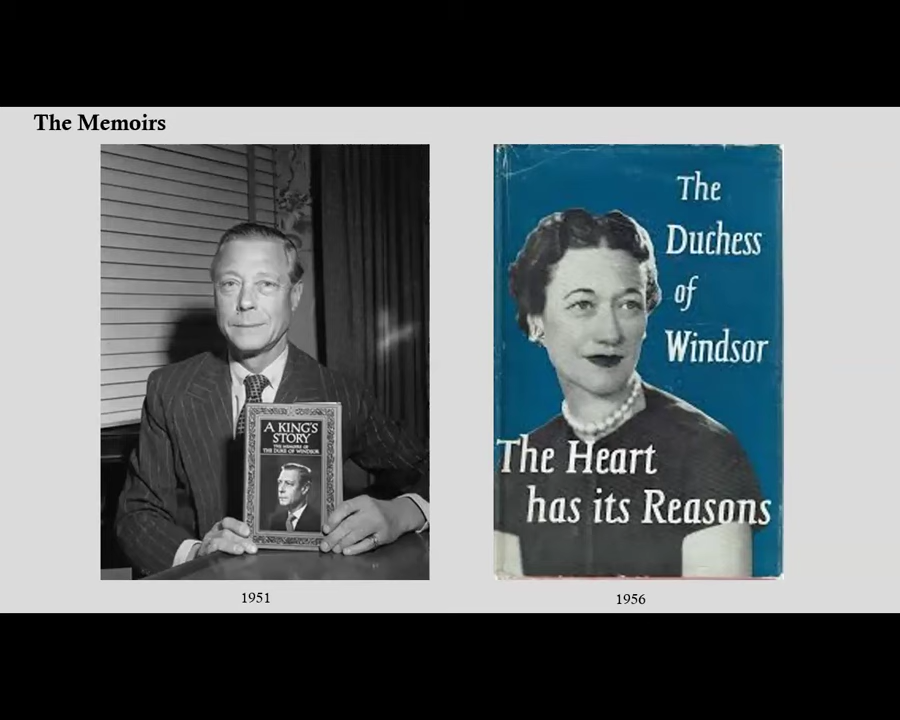 The Memoirs
A KING'S
STORY
THE MEMOIRS OF
THE DUKE OF WINDSOR
The
Duchess
of
Windsor
The Heart
has its Reasons
1951
1956